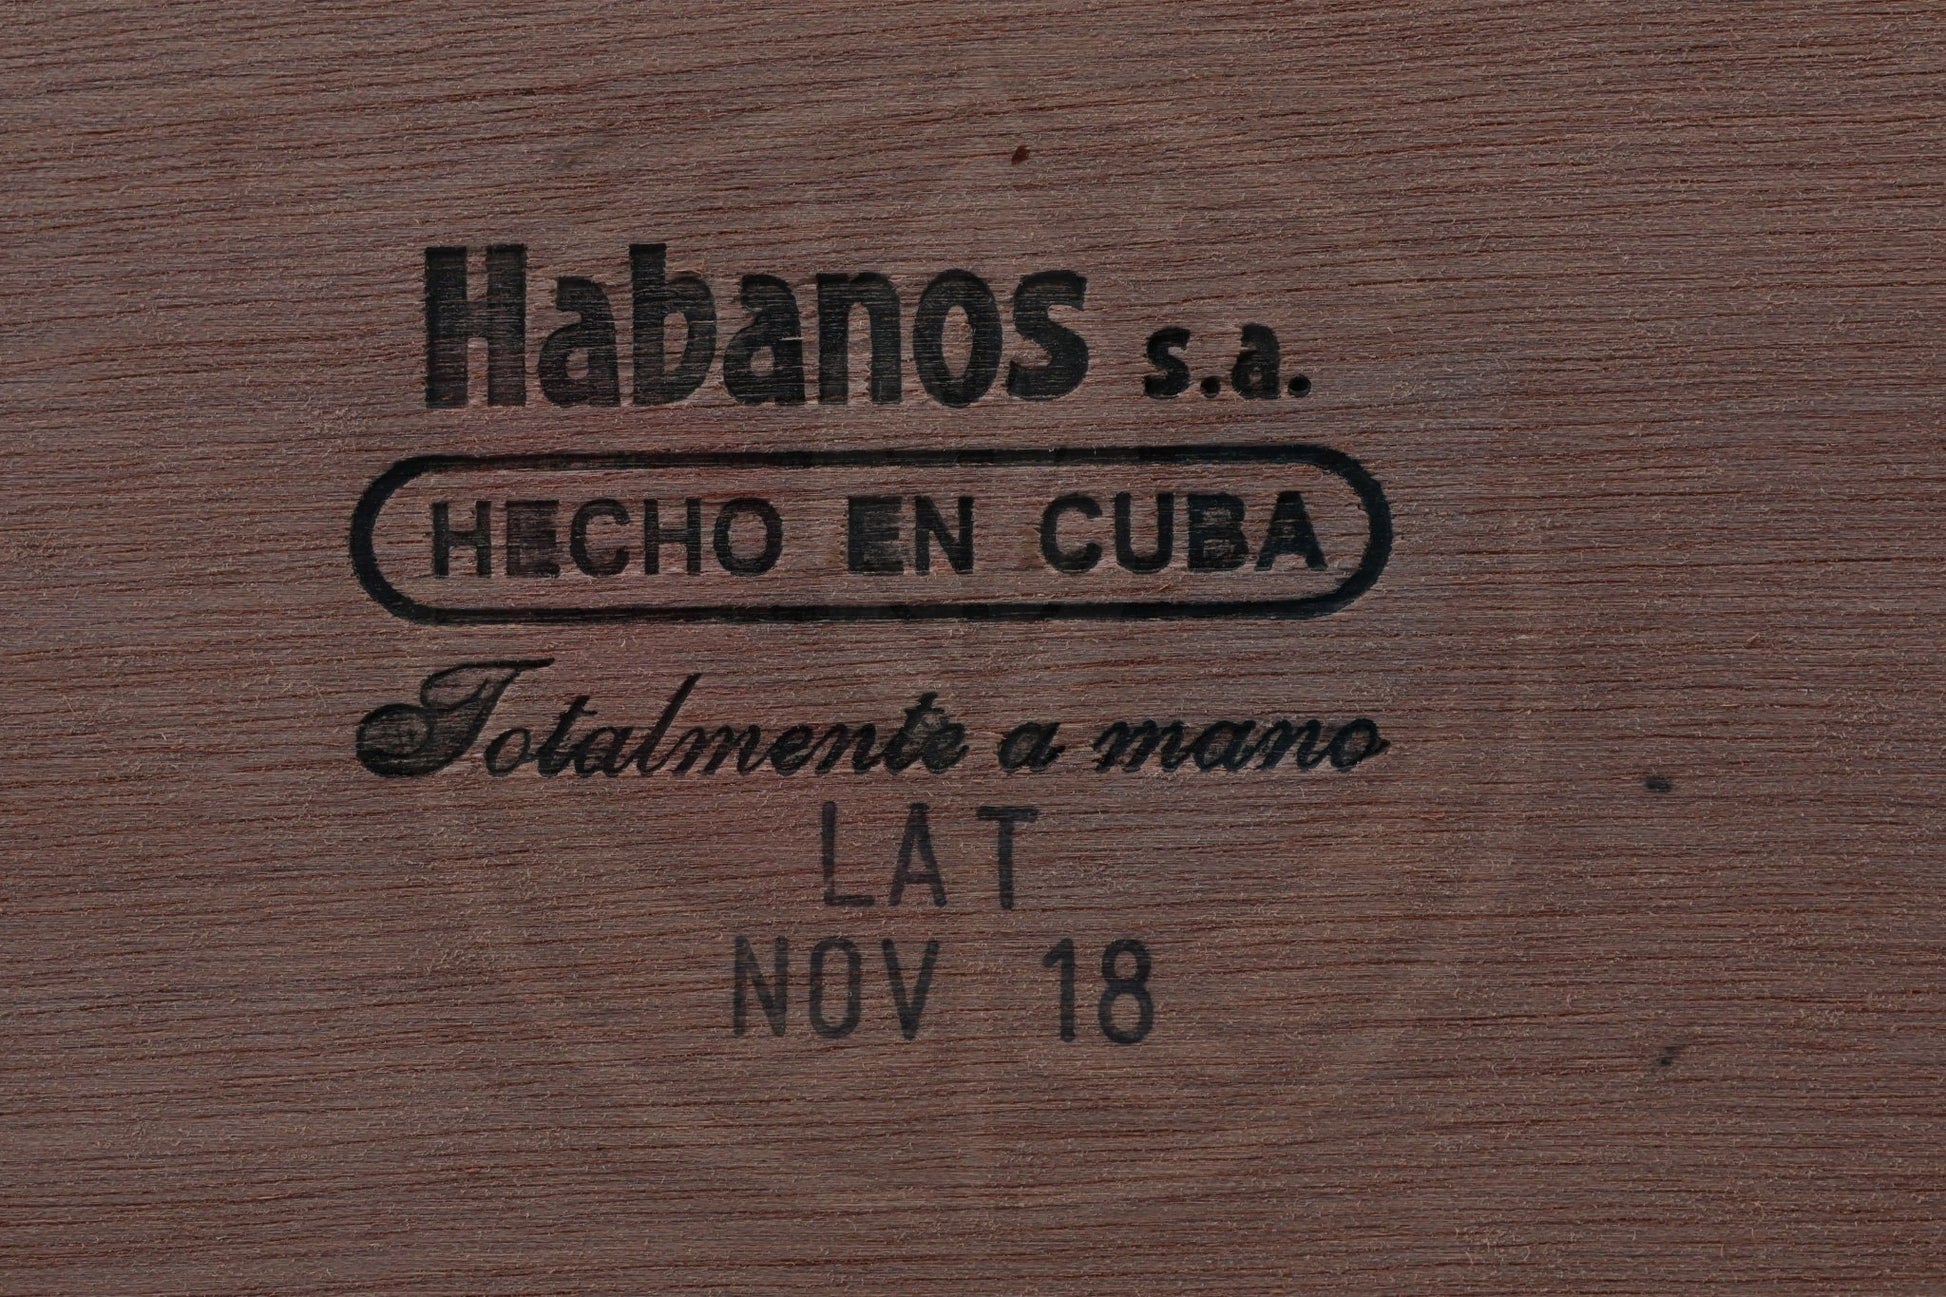 Habanos s.a.
HECHO EN CUBA
Totalmente a mano
LAT
NOV 18